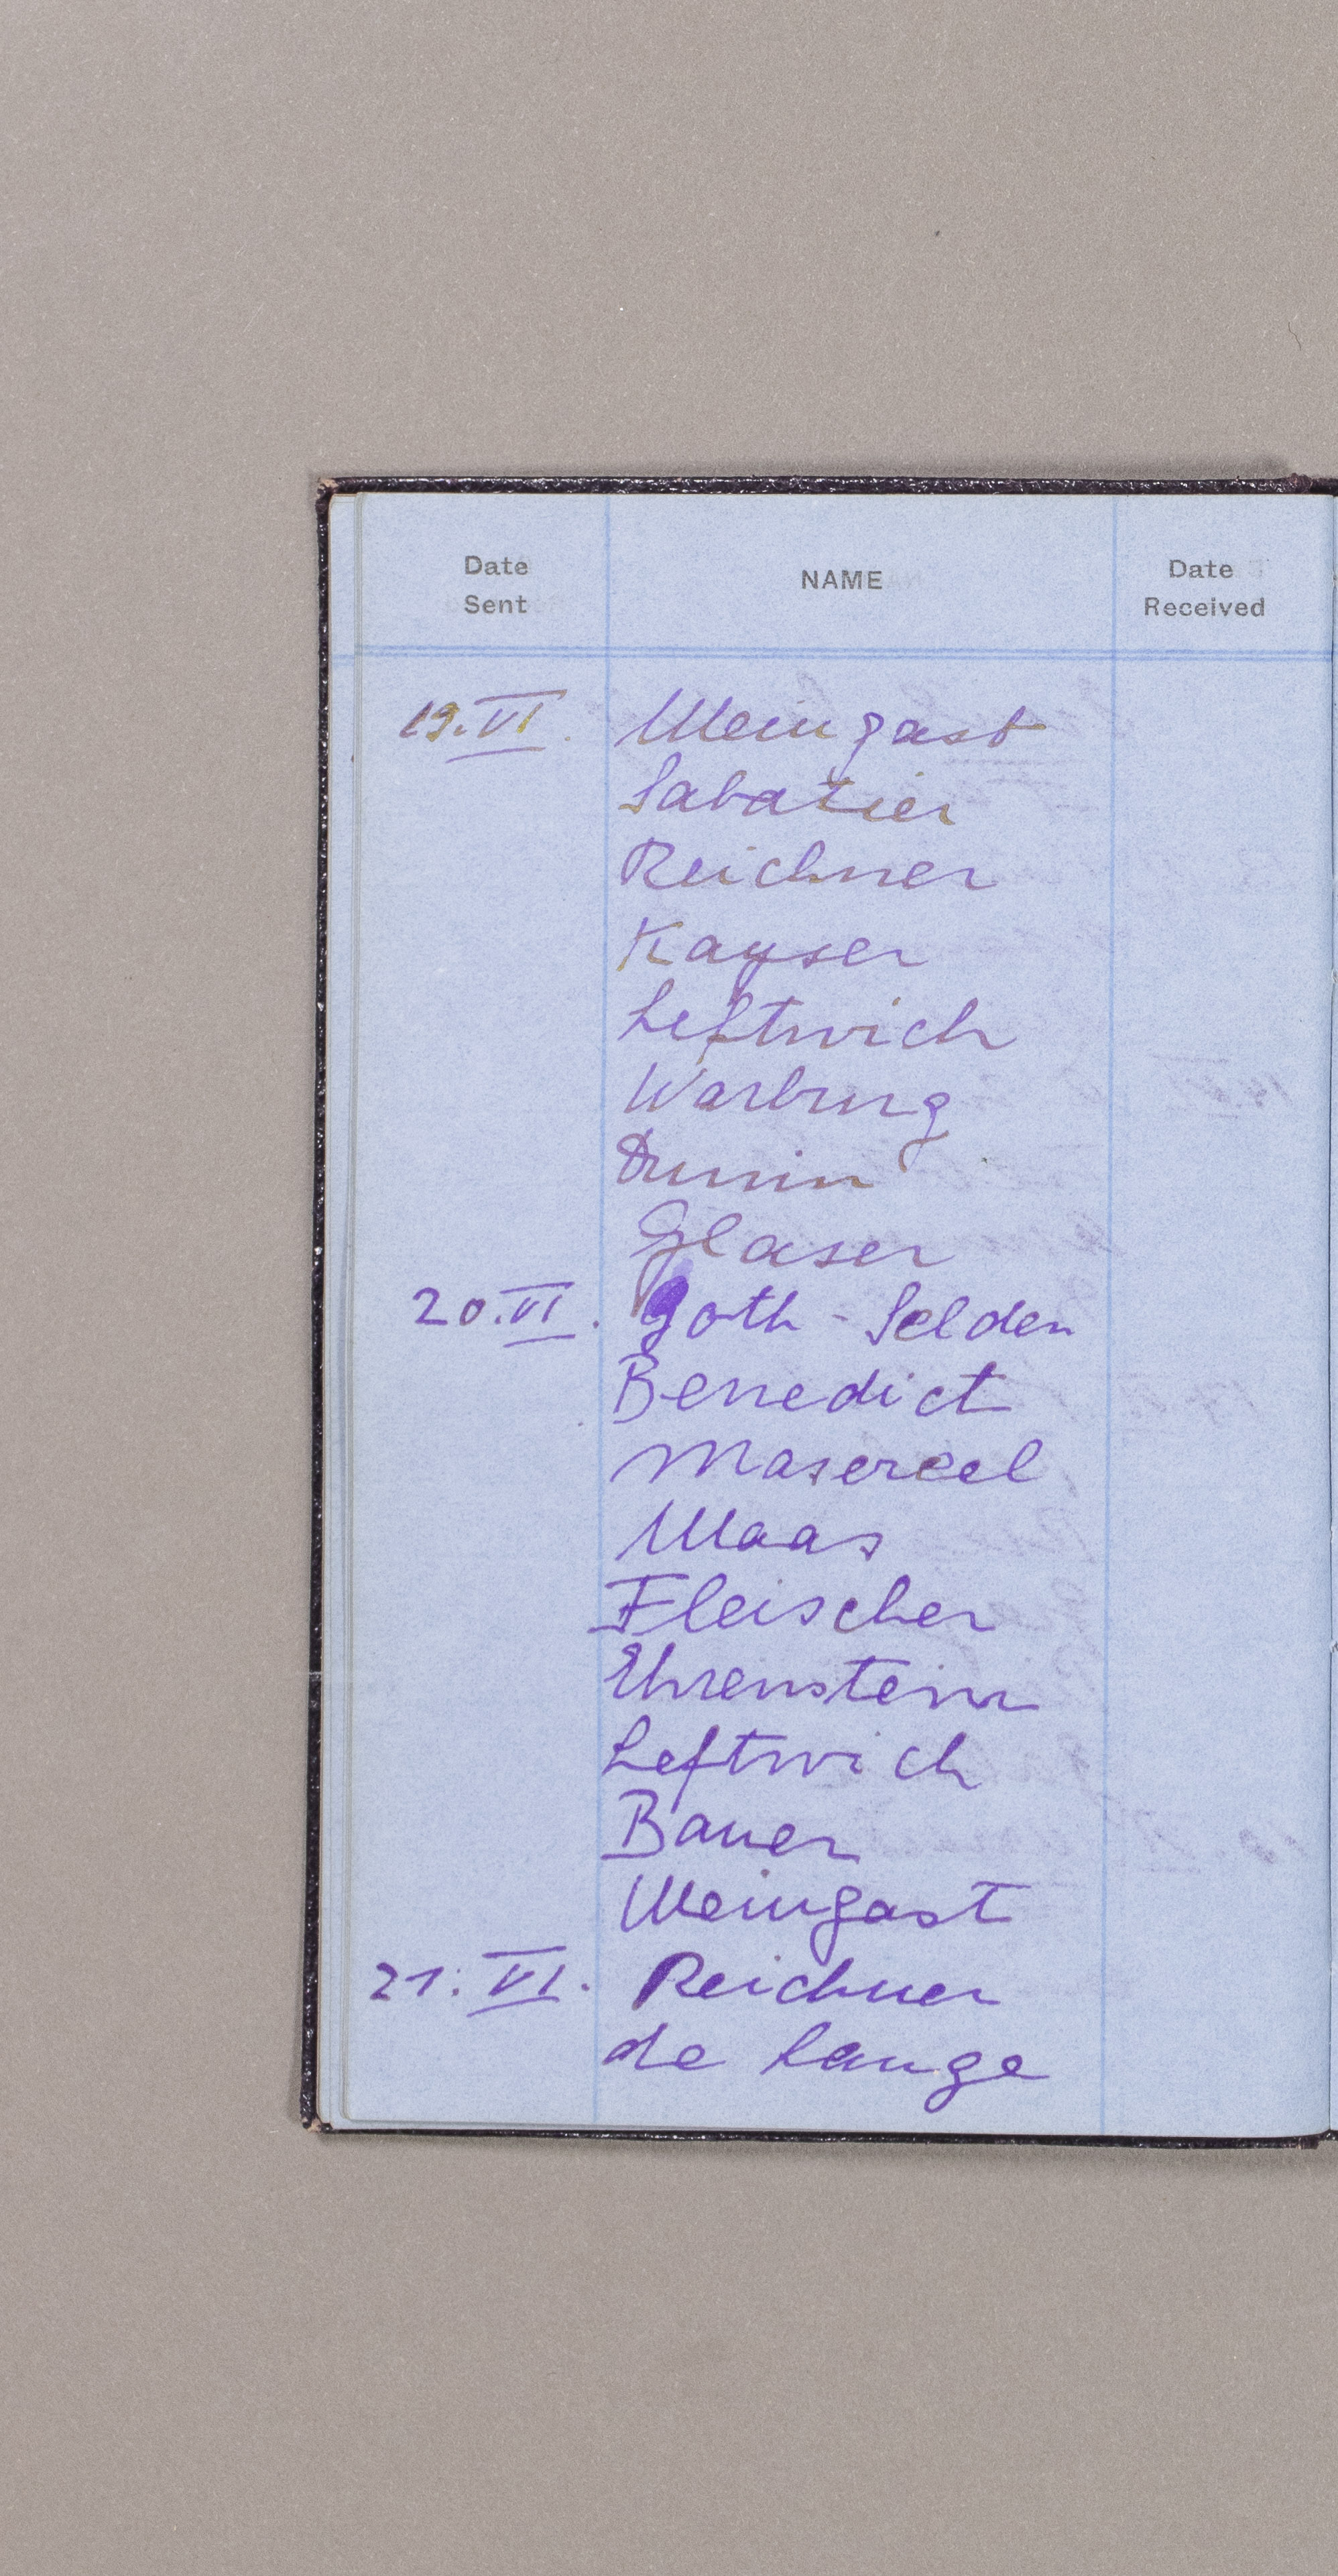 Date Sent NAME Date Received
19.VI. Weingast
Sabatier
Reichner
Kayser
Leftwich
Warburg
Dunin
Glaser
20.VI. Goth-Selden
Benedict
Masereel
Maas
Fleischer
Ehrenstein
Leftwich
Bauer
Weingast
21.VI. Reichner
de Lange